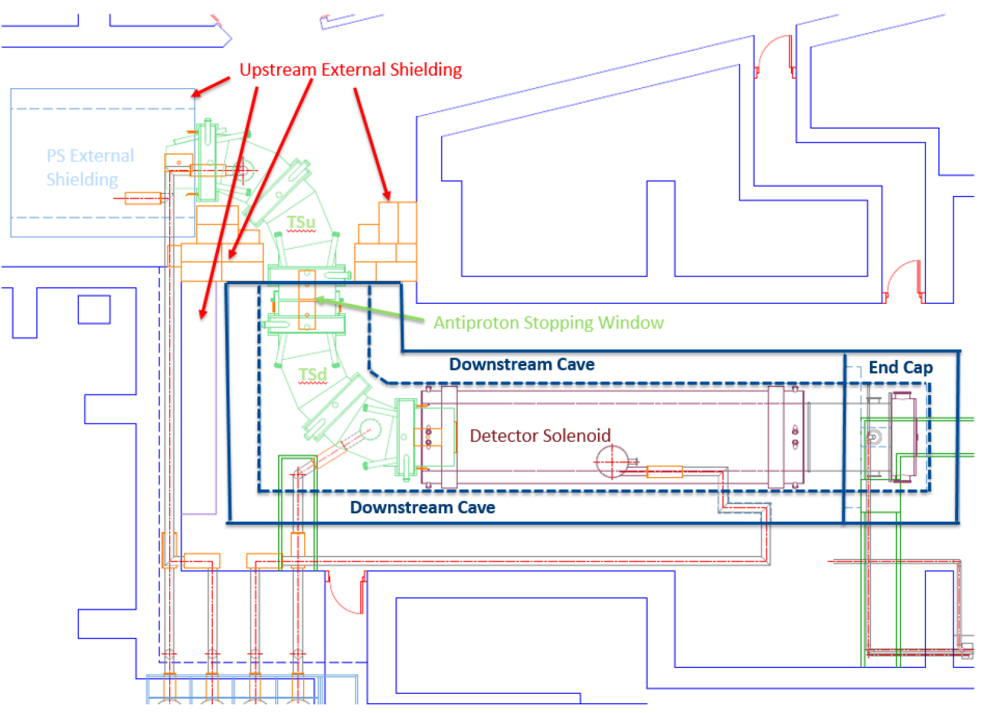 Upstream External Shielding
PS External
Shielding
TSu
Antiproton Stopping Window
Downstream Cave
End Cap
TSd
Detector Solenoid
Downstream Cave